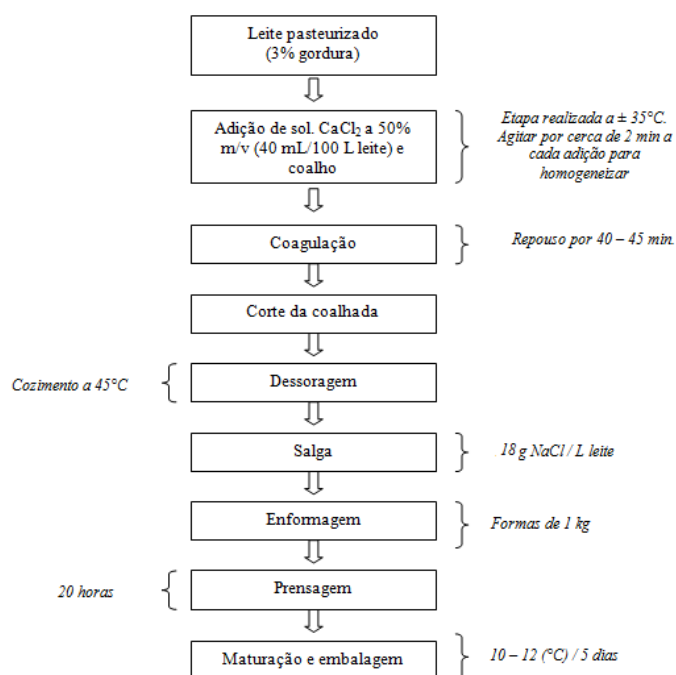 Leite pasteurizado
(3% gordura)
Adição de sol. CaCl₂ a 50%
m/v (40 mL/100 L leite) e
coalho
Etapa realizada a ± 35°C.
Agitar por cerca de 2 min a
cada adição para
homogeneizar
Coagulação
Repouso por 40 – 45 min.
Corte da coalhada
Cozimento a 45°C
Dessoragem
Salga
18 g NaCl / L leite
Enformagem
Formas de 1 kg
20 horas
Prensagem
Maturação e embalagem
10 – 12 (°C) / 5 dias